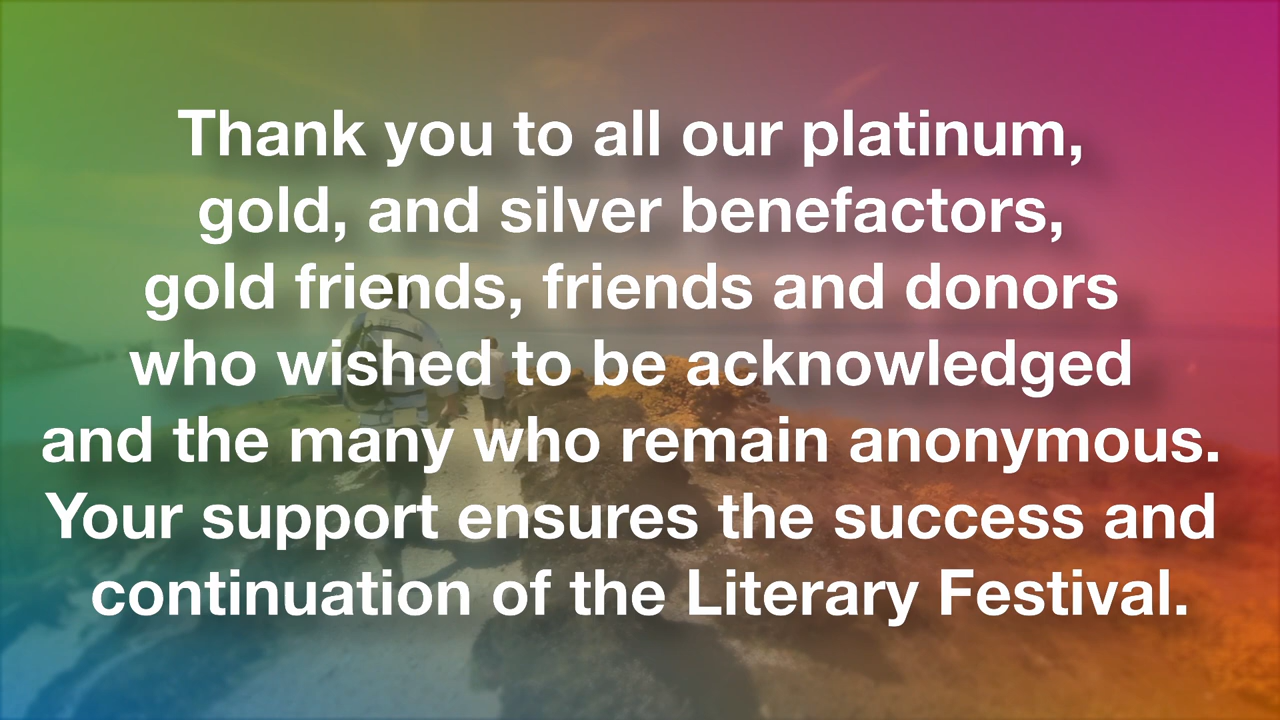 Thank you to all our platinum,
gold, and silver benefactors,
gold friends, friends and donors
who wished to be acknowledged
and the many who remain anonymous.
Your support ensures the success and
continuation of the Literary Festival.